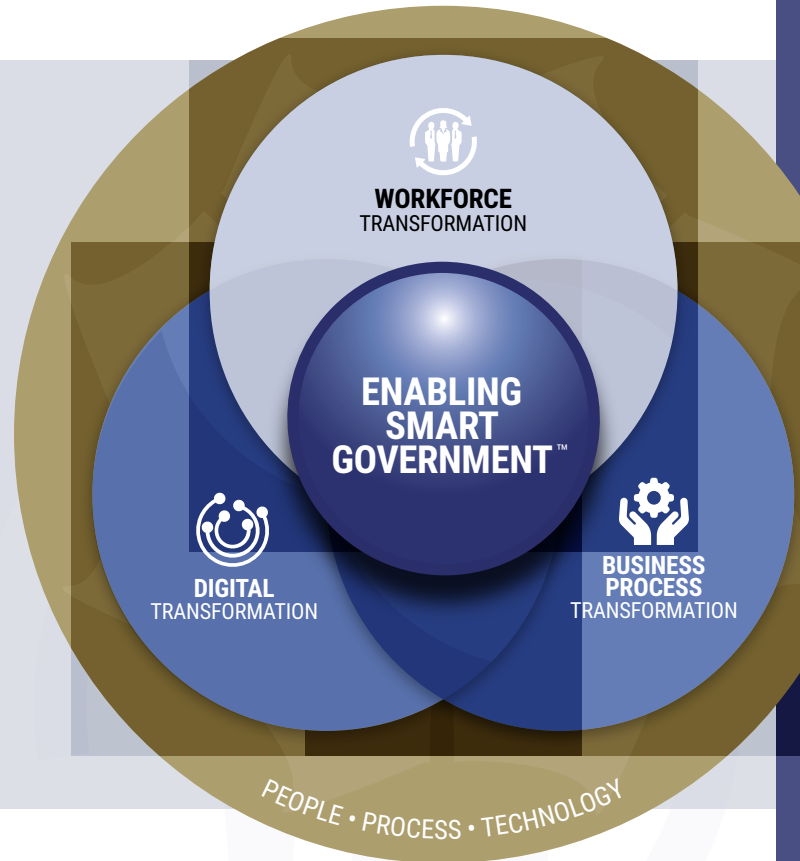 WORKFORCE
TRANSFORMATION
ENABLING
SMART
GOVERNMENT™
DIGITAL
TRANSFORMATION
BUSINESS
PROCESS
TRANSFORMATION
PEOPLE • PROCESS • TECHNOLOGY